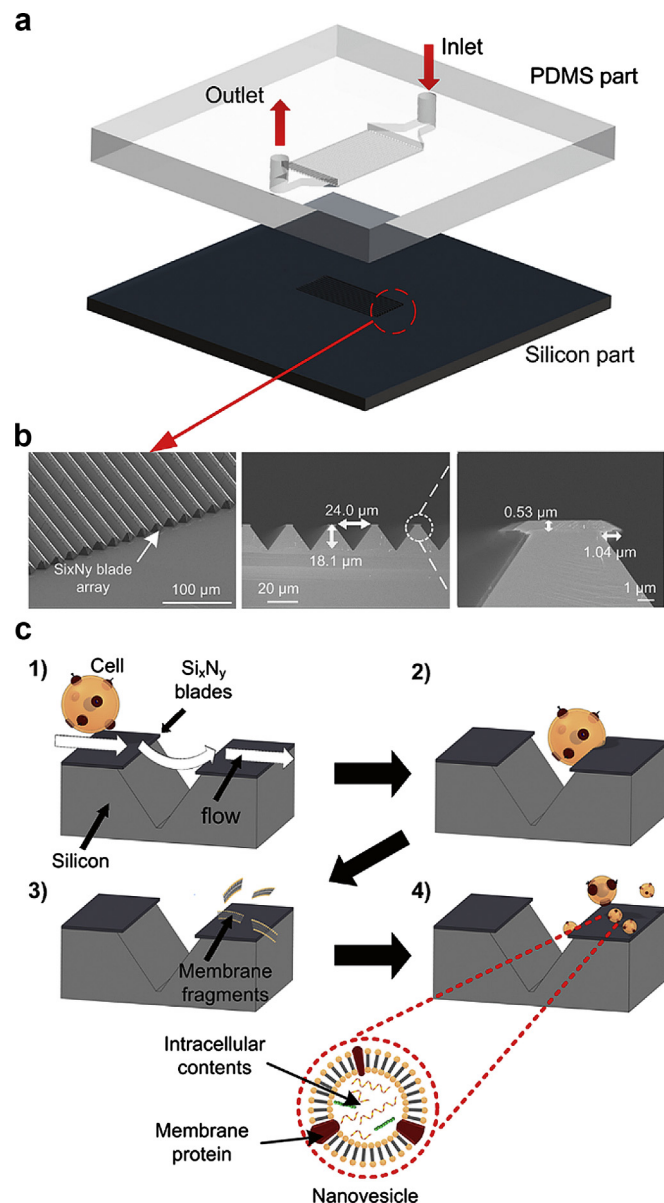 a
Inlet
Outlet
PDMS part
Silicon part
b
SixNy blade
array
100 μm
24.0 μm
18.1 μm
20 μm
0.53 μm
1.04 μm
1 μm
c
1)
Cell
SixNy
blades
flow
Silicon
2)
3)
Membrane
fragments
4)
Intracellular
contents
Membrane
protein
Nanovesicle